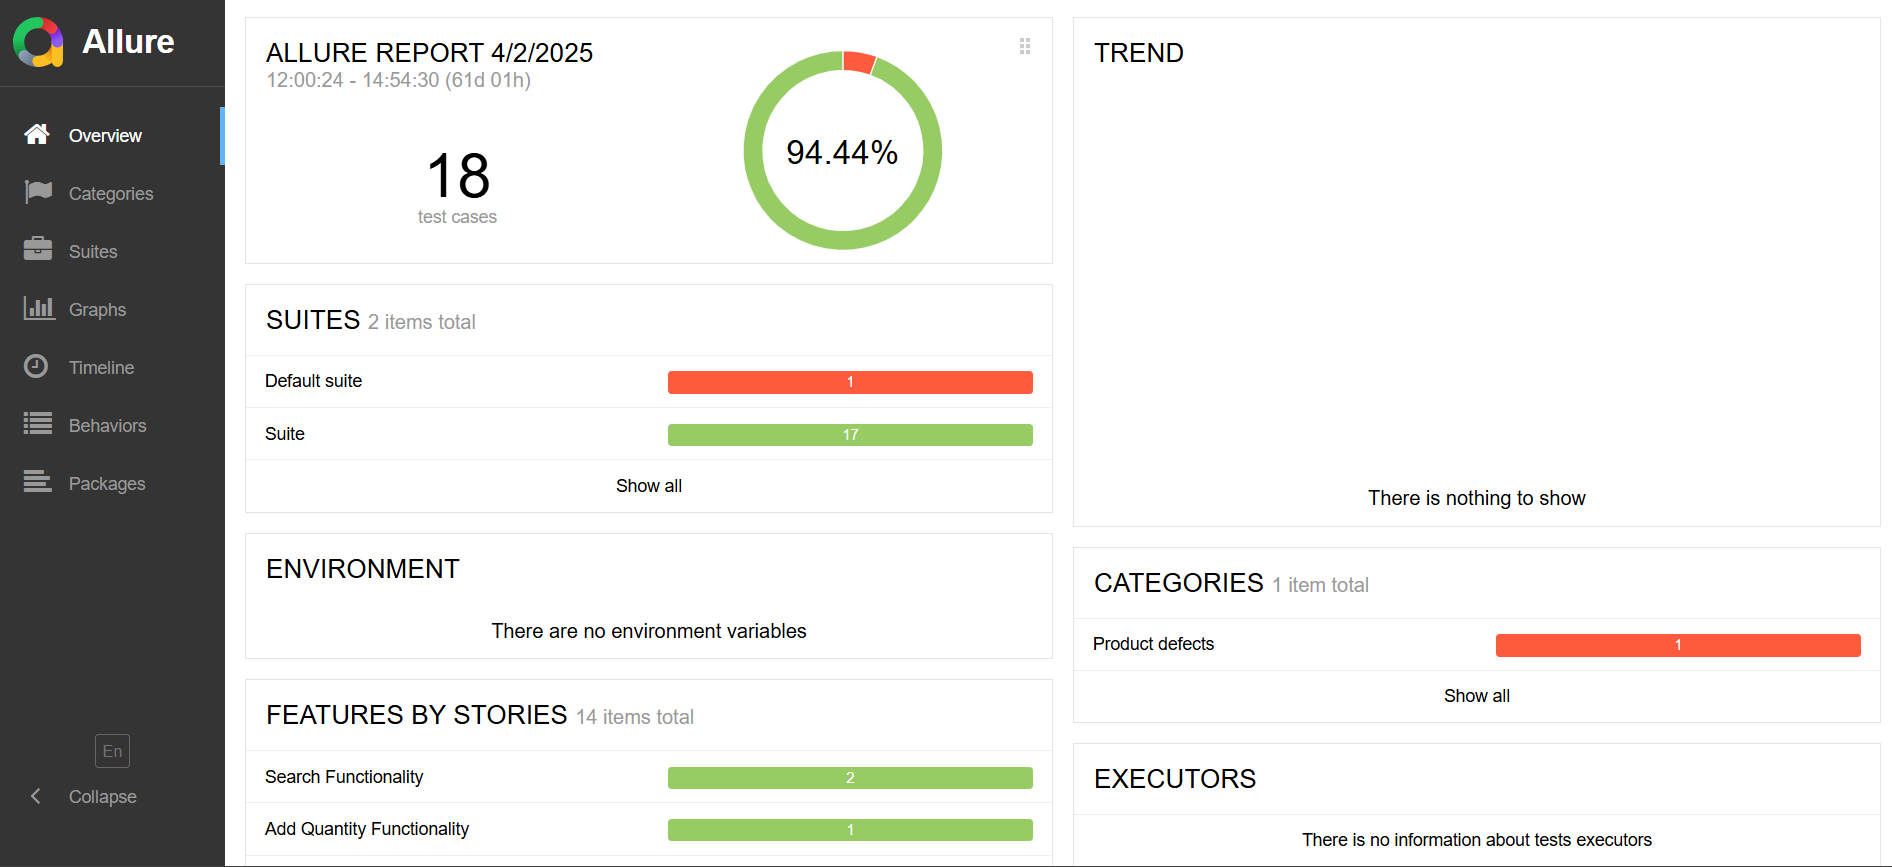 Allure
Overview
Categories
Suites
Graphs
Timeline
Behaviors
Packages
En
Collapse
ALLURE REPORT 4/2/2025
12:00:24 - 14:54:30 (61d 01h)
18
test cases
94.44%
SUITES 2 items total
Default suite 1
Suite 17
Show all
ENVIRONMENT
There are no environment variables
FEATURES BY STORIES 14 items total
Search Functionality 2
Add Quantity Functionality 1
TREND
There is nothing to show
CATEGORIES 1 item total
Product defects 1
Show all
EXECUTORS
There is no information about tests executors